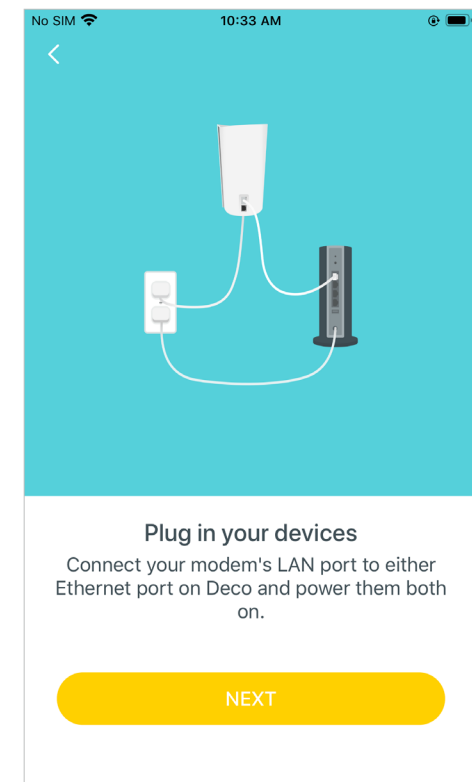 No SIM 10:33 AM
Plug in your devices
Connect your modem's LAN port to either
Ethernet port on Deco and power them both
on.
NEXT